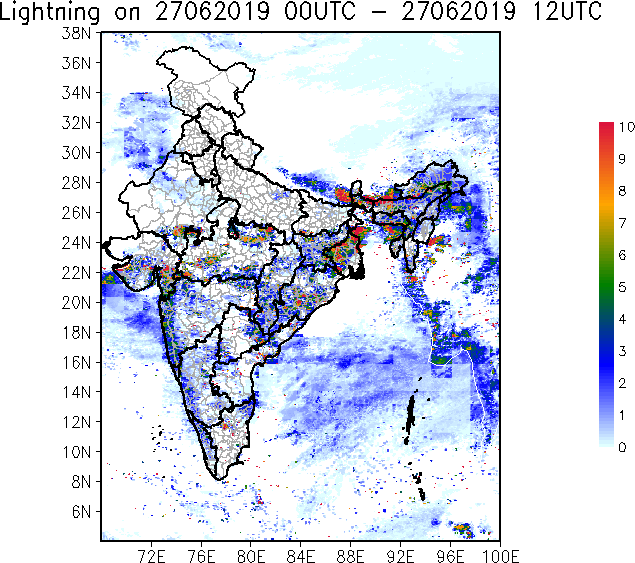 Lightning on 27062019 00UTC – 27062019 12UTC
38N
36N
34N
32N
30N
28N
26N
24N
22N
20N
18N
16N
14N
12N
10N
8N
6N
72E 76E 80E 84E 88E 92E 96E 100E
10
9
8
7
6
5
4
3
2
1
0